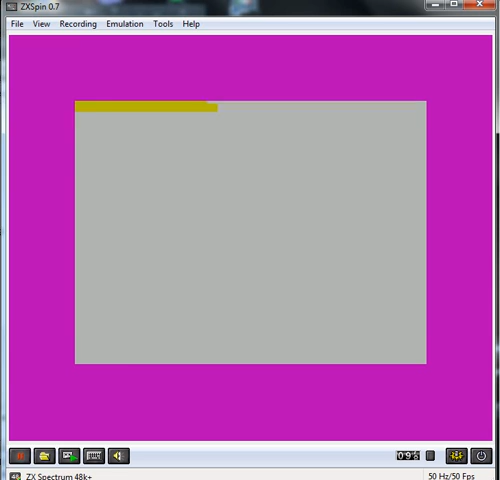 ZXSpin 0.7
File View Recording Emulation Tools Help
ZX Spectrum 48k+
50 Hz/50 Fps